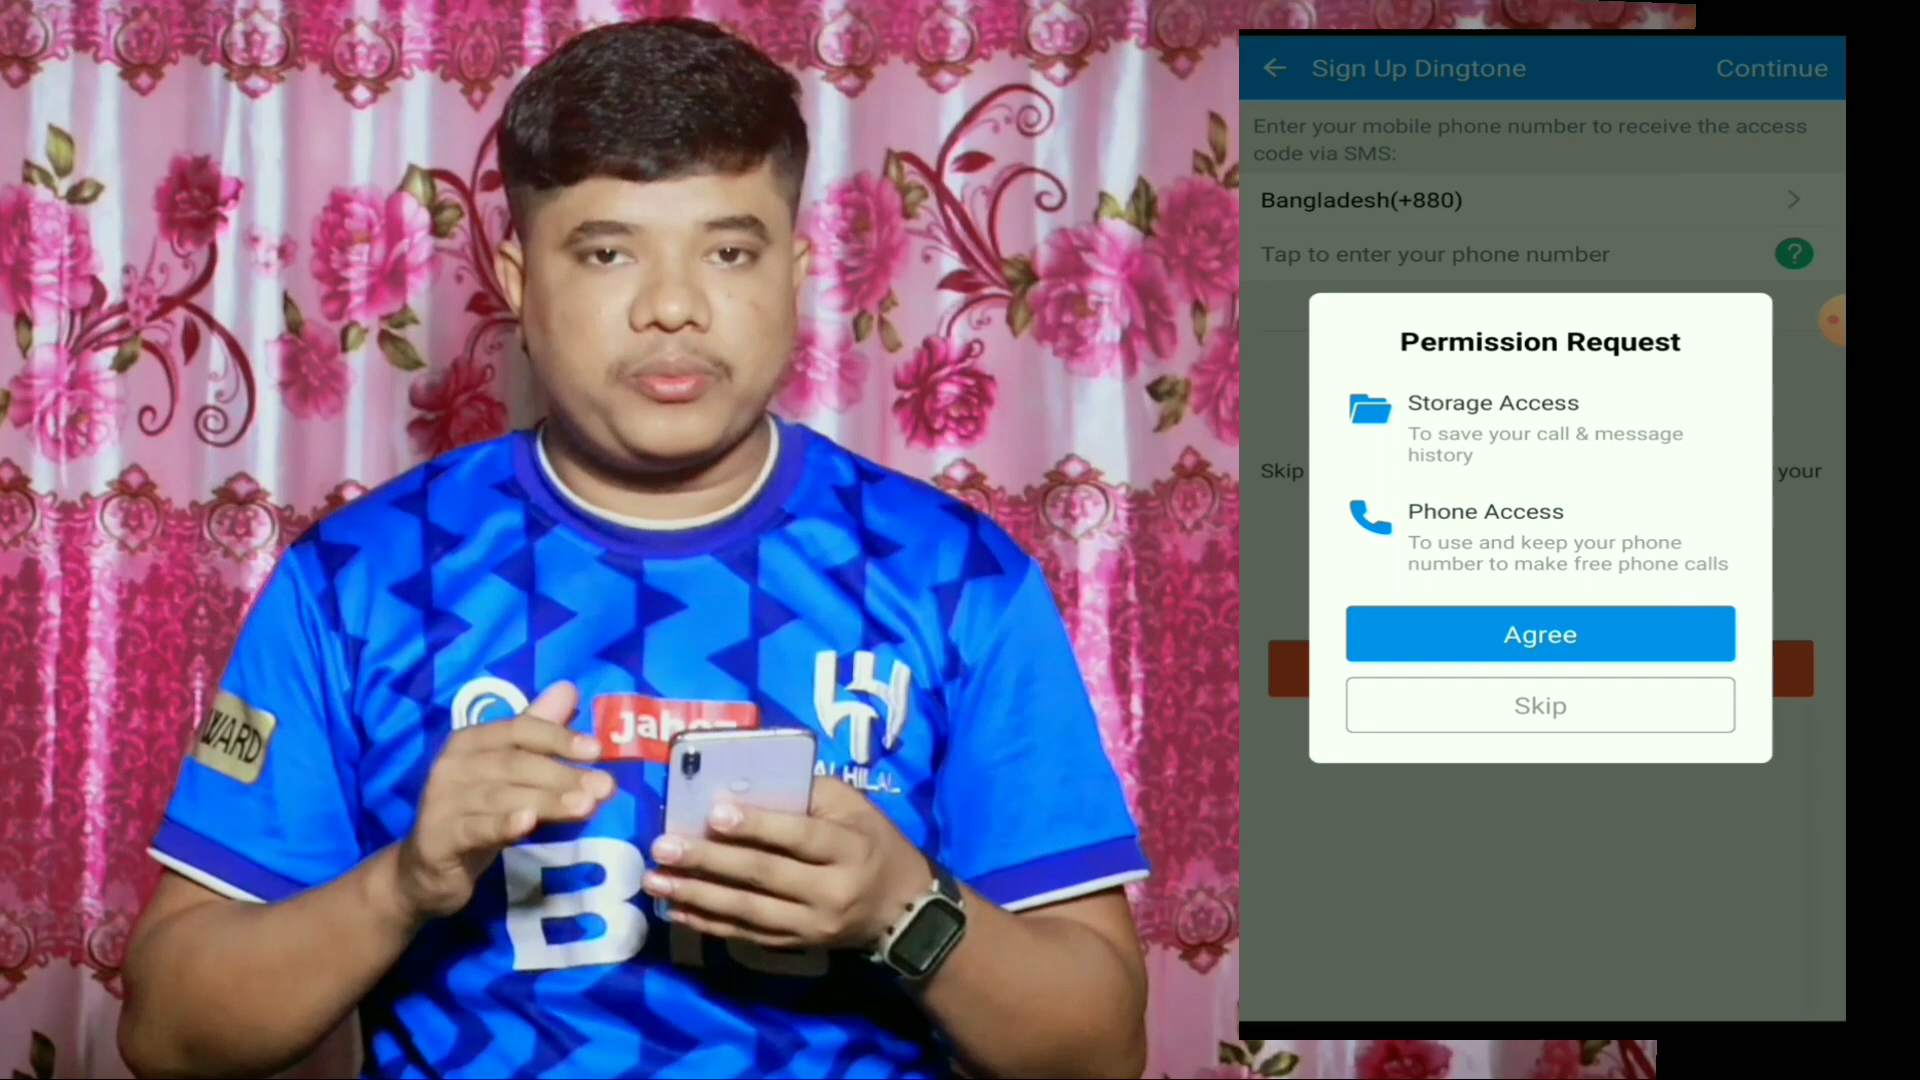 Sign Up Dingtone
Continue
Enter your mobile phone number to receive the access
code via SMS:
Bangladesh(+880)
Tap to enter your phone number
?
Permission Request
Storage Access
To save your call & message
history
Skip
your
Phone Access
To use and keep your phone
number to make free phone calls
Agree
Skip
WARD
AL HILAL
B